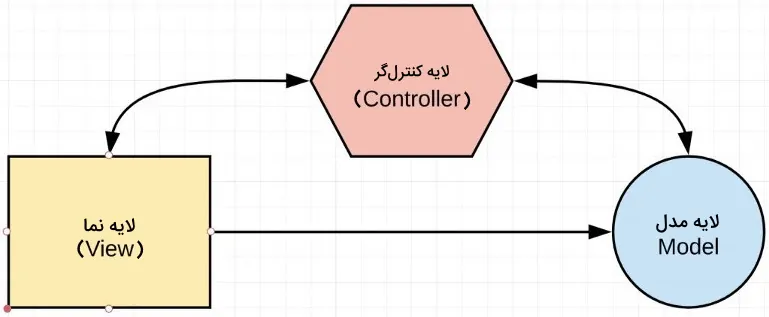 لایه کنترل‌گر
(Controller)
لایه نما
(View)
لایه مدل
Model